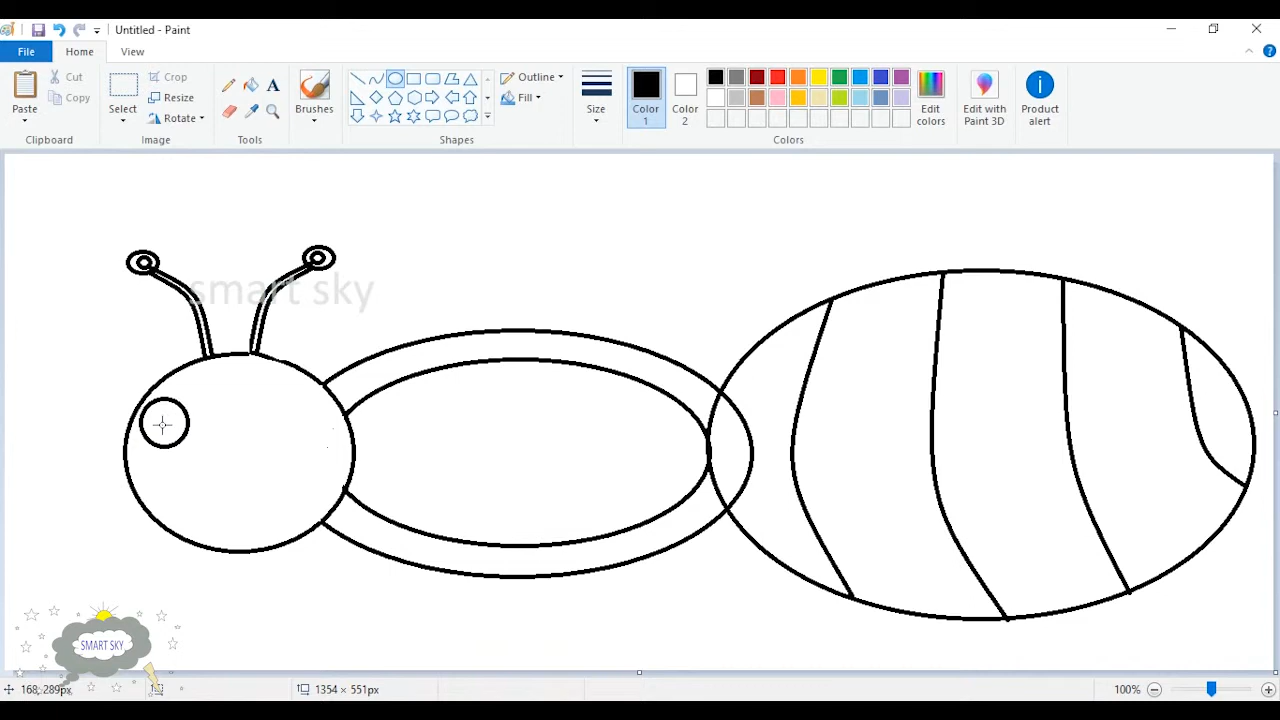 Untitled - Paint
File Home View
Paste
Cut
Copy
Clipboard
Select
Crop
Resize
Rotate
Image
Tools
Brushes
Shapes
Outline
Fill
Size
Color
1
Color
2
Colors
Edit
colors
Edit with
Paint 3D
Product
alert
smart sky
SMART SKY
168, 289px
1354 × 551px
100%